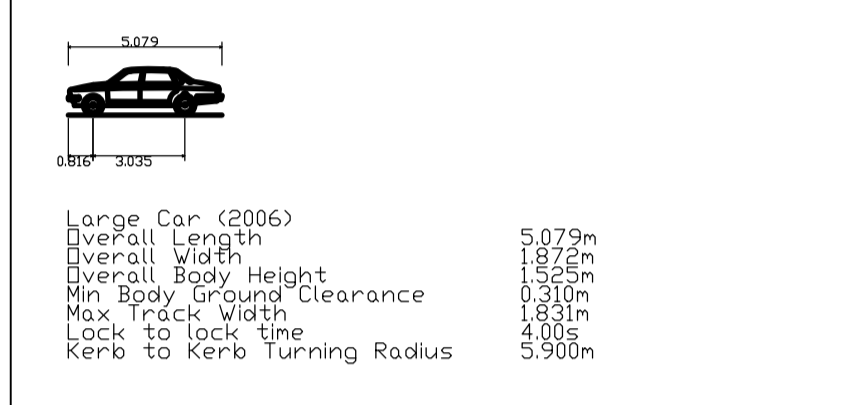 5.079
0.816 3.035
Large Car (2006)
Overall Length 5.079m
Overall Width 1.872m
Overall Body Height 1.525m
Min Body Ground Clearance 0.310m
Max Track Width 1.831m
Lock to lock time 4.00s
Kerb to Kerb Turning Radius 5.900m